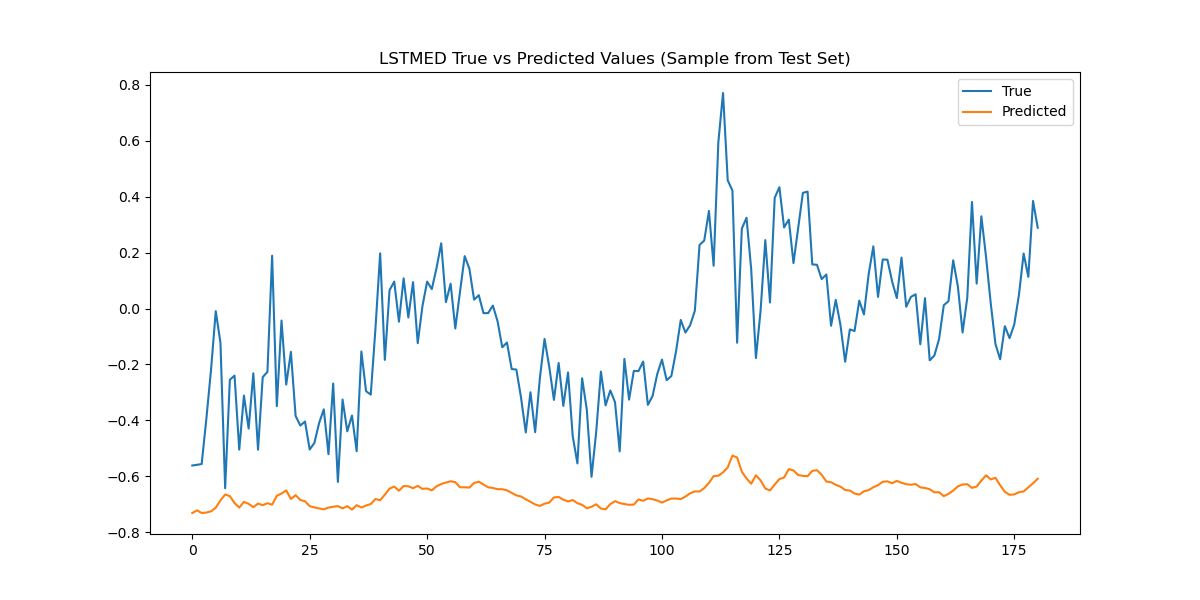 LSTMED True vs Predicted Values (Sample from Test Set)
True
Predicted
0.8
0.6
0.4
0.2
0.0
−0.2
−0.4
−0.6
−0.8
0 25 50 75 100 125 150 175